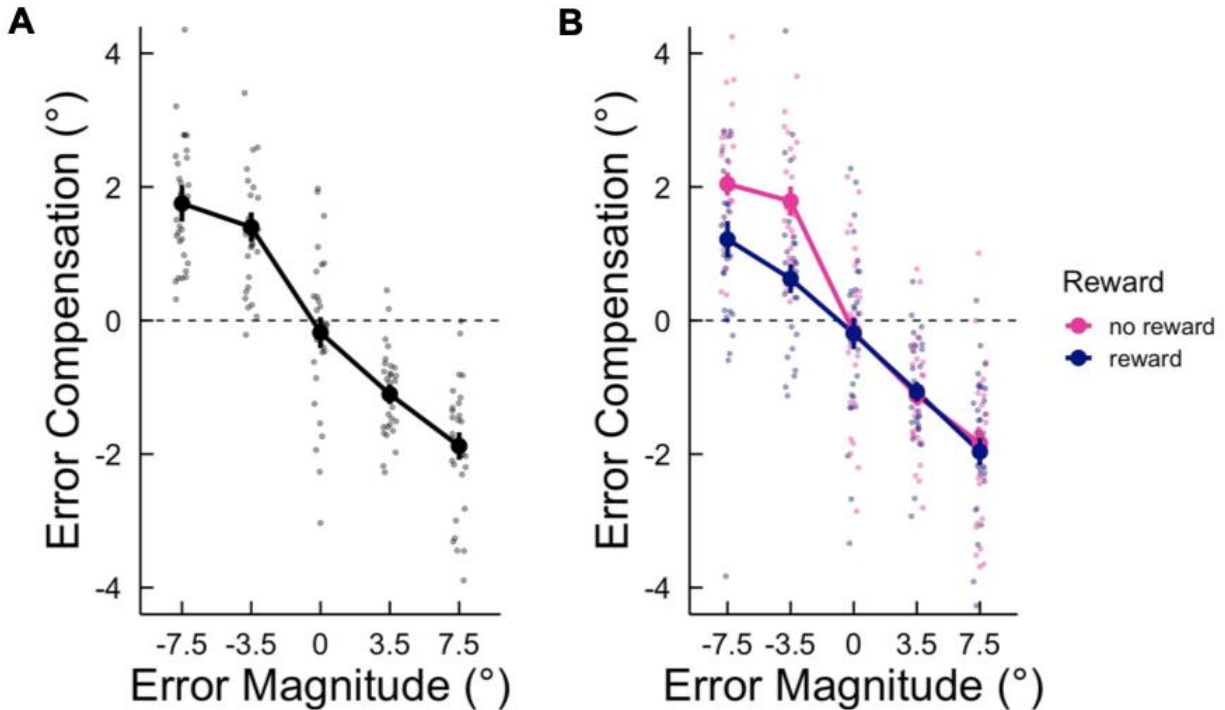 A
Error Compensation (°)
4
2
0
-2
-4
-7.5 -3.5 0 3.5 7.5
Error Magnitude (°)
B
Error Compensation (°)
4
2
0
-2
-4
-7.5 -3.5 0 3.5 7.5
Error Magnitude (°)
Reward
no reward
reward